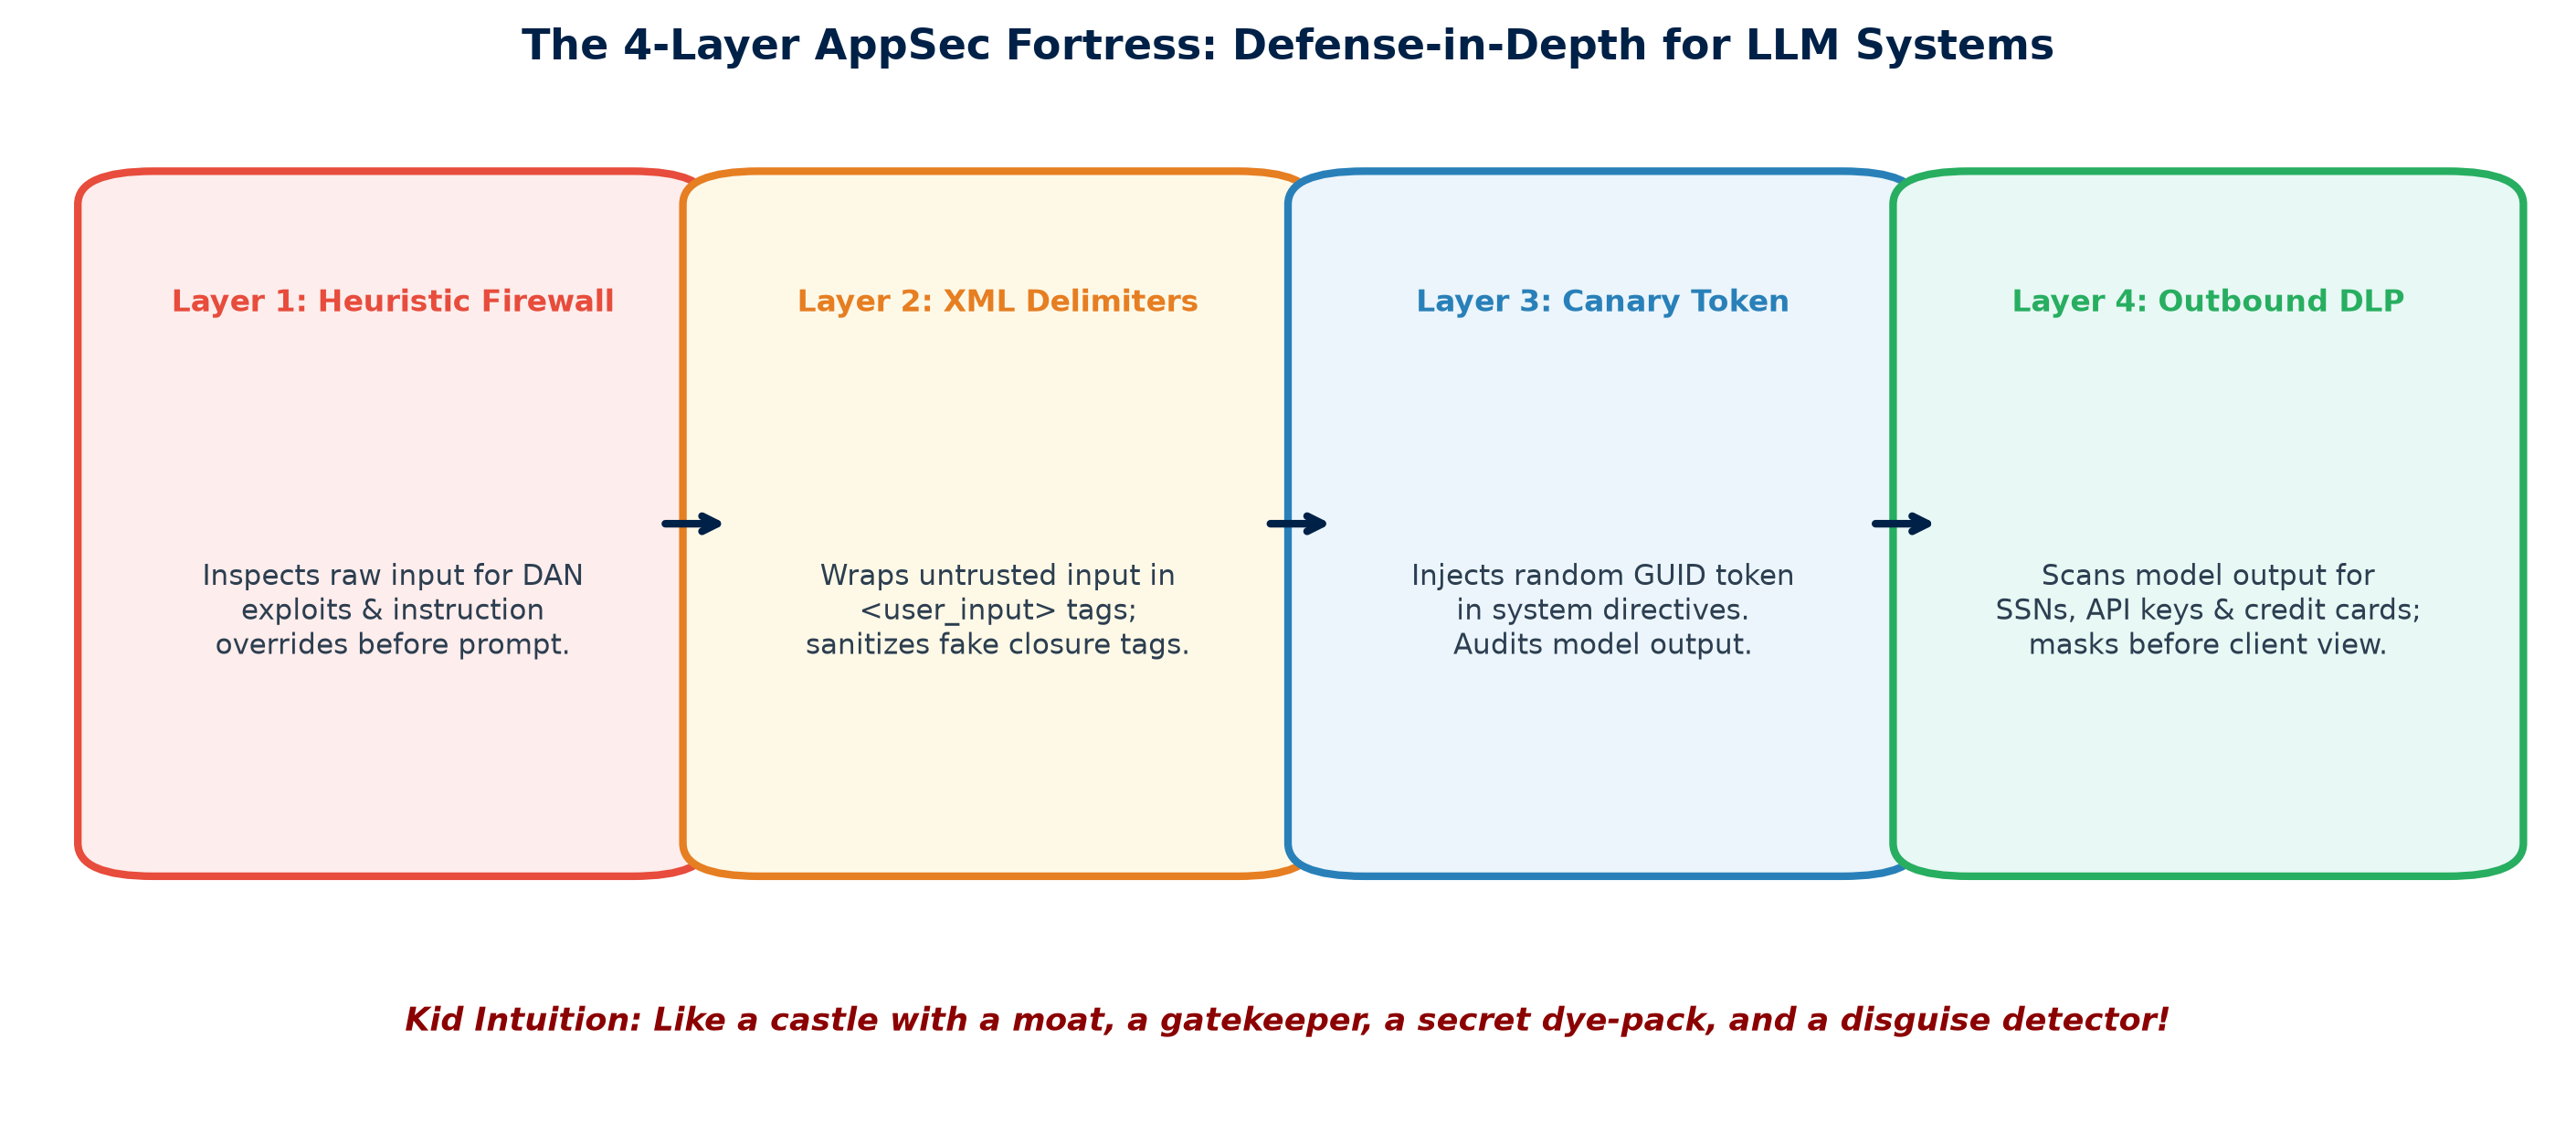 The 4-Layer AppSec Fortress: Defense-in-Depth for LLM Systems
Layer 1: Heuristic Firewall
Inspects raw input for DAN
exploits & instruction
overrides before prompt.
Layer 2: XML Delimiters
Wraps untrusted input in
<user_input> tags;
sanitizes fake closure tags.
Layer 3: Canary Token
Injects random GUID token
in system directives.
Audits model output.
Layer 4: Outbound DLP
Scans model output for
SSNs, API keys & credit cards;
masks before client view.
Kid Intuition: Like a castle with a moat, a gatekeeper, a secret dye-pack, and a disguise detector!